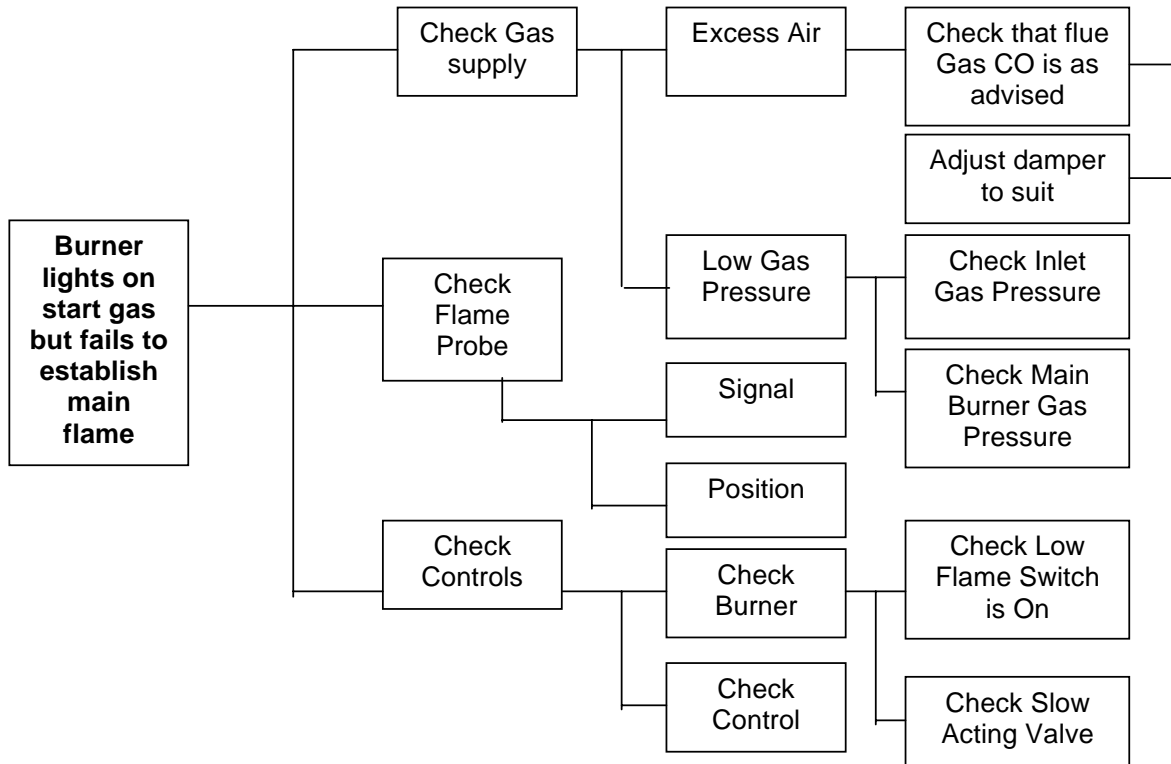 Check Gas
supply
Excess Air
Check that flue
Gas CO is as
advised
Adjust damper
to suit
Burner
lights on
start gas
but fails to
establish
main
flame
Check
Flame
Probe
Low Gas
Pressure
Check Inlet
Gas Pressure
Signal
Check Main
Burner Gas
Pressure
Position
Check
Controls
Check
Burner
Check Low
Flame Switch
is On
Check
Control
Check Slow
Acting Valve